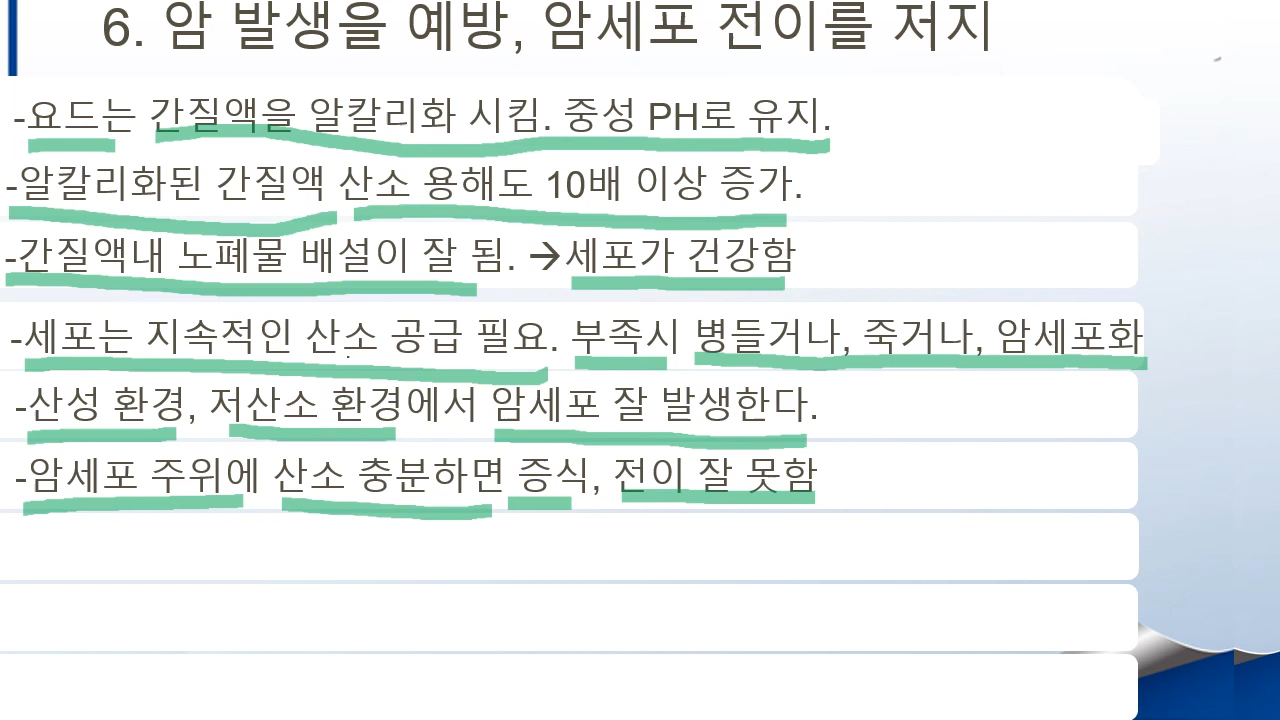 6. 암 발생을 예방, 암세포 전이를 저지
-요드는 간질액을 알칼리화 시킴. 중성 PH로 유지.
-알칼리화된 간질액 산소 용해도 10배 이상 증가.
-간질액내 노폐물 배설이 잘 됨. →세포가 건강함
-세포는 지속적인 산소 공급 필요. 부족시 병들거나, 죽거나, 암세포화
-산성 환경, 저산소 환경에서 암세포 잘 발생한다.
-암세포 주위에 산소 충분하면 증식, 전이 잘 못함